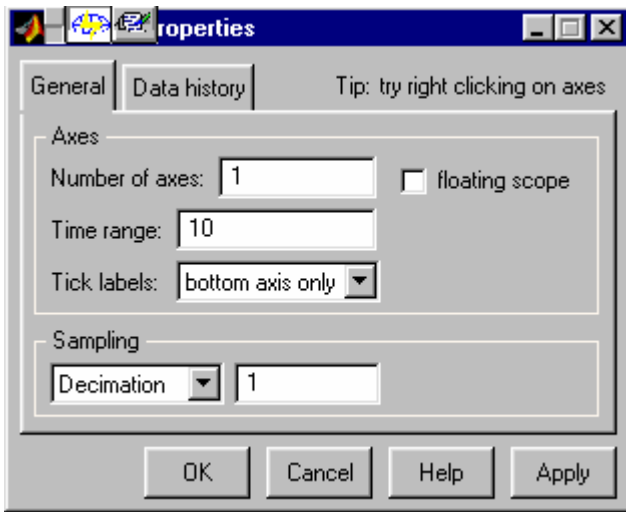 roperties
General
Data history
Tip: try right clicking on axes
Axes
Number of axes: 1
floating scope
Time range: 10
Tick labels: bottom axis only
Sampling
Decimation 1
OK Cancel Help Apply